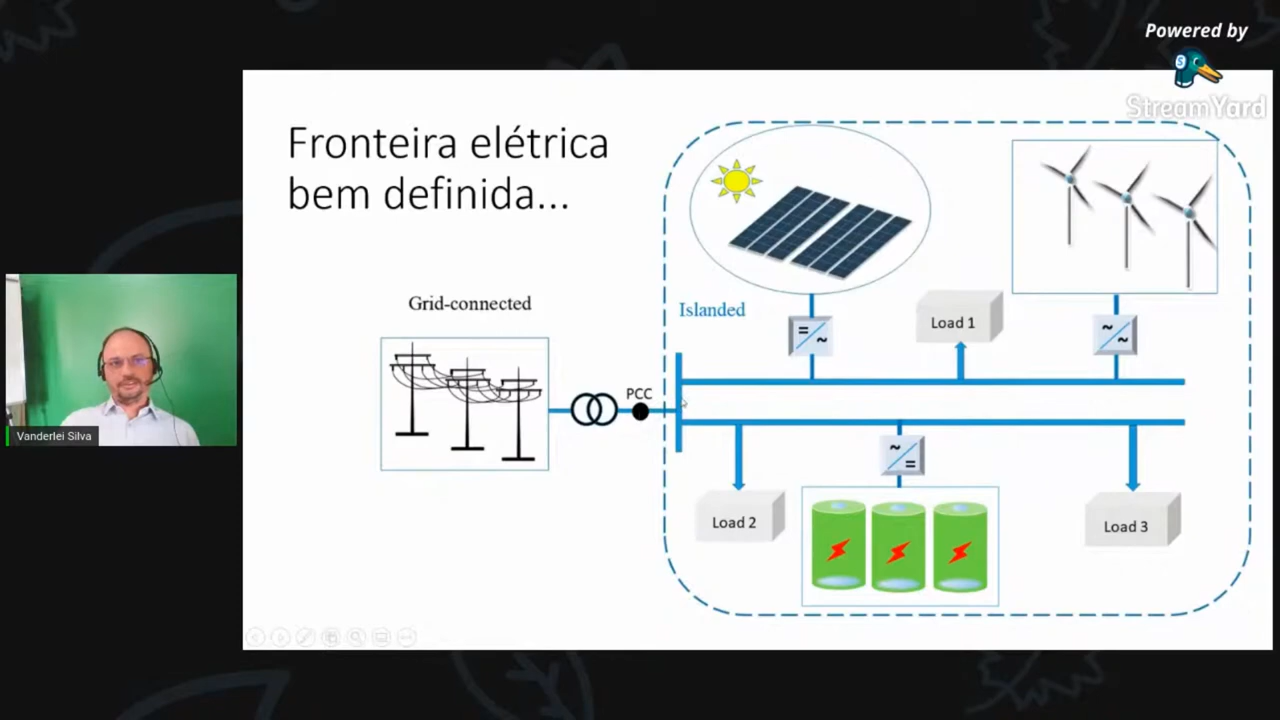 Powered by
StreamYard
Fronteira elétrica
bem definida...
Grid-connected
Islanded
PCC
Load 1
Load 2
Load 3
= ~
~ ~
~ =
Vanderlei Silva
S